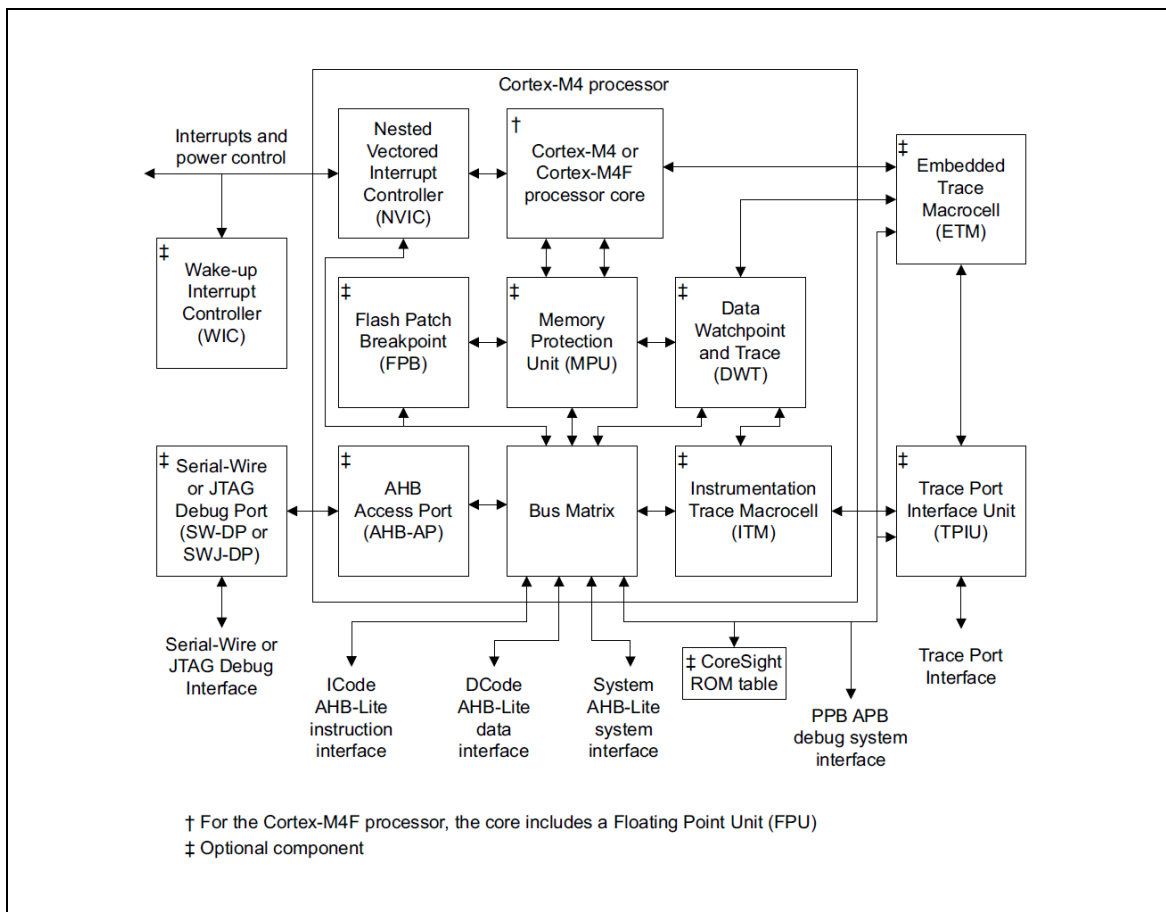 Cortex-M4 processor
Interrupts and
power control
Nested
Vectored
Interrupt
Controller
(NVIC)
†
Cortex-M4 or
Cortex-M4F
processor core
‡
Embedded
Trace
Macrocell
(ETM)
‡
Wake-up
Interrupt
Controller
(WIC)
‡
Flash Patch
Breakpoint
(FPB)
‡
Memory
Protection
Unit (MPU)
‡
Data
Watchpoint
and Trace
(DWT)
‡
Serial-Wire
or JTAG
Debug Port
(SW-DP or
SWJ-DP)
‡
AHB
Access Port
(AHB-AP)
Bus Matrix
‡
Instrumentation
Trace Macrocell
(ITM)
‡
Trace Port
Interface Unit
(TPIU)
Serial-Wire or
JTAG Debug
Interface
ICode
AHB-Lite
instruction
interface
DCode
AHB-Lite
data
interface
System
AHB-Lite
system
interface
‡ CoreSight
ROM table
PPB APB
debug system
interface
Trace Port
Interface
† For the Cortex-M4F processor, the core includes a Floating Point Unit (FPU)
‡ Optional component